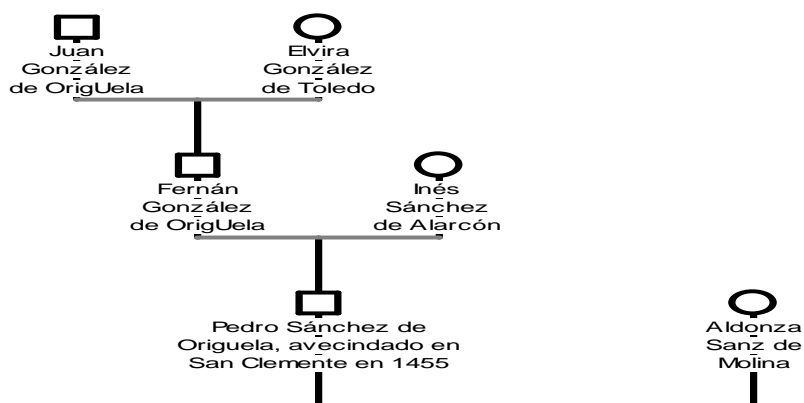 Juan
González
de OrigUela
Elvira
González
de Toledo
Fernán
González
de OrigUela
Inés
Sánchez
de Alarcón
Pedro Sánchez de
Origuela, avecindado en
San Clemente en 1455
Aldonza
Sanz de
Molina